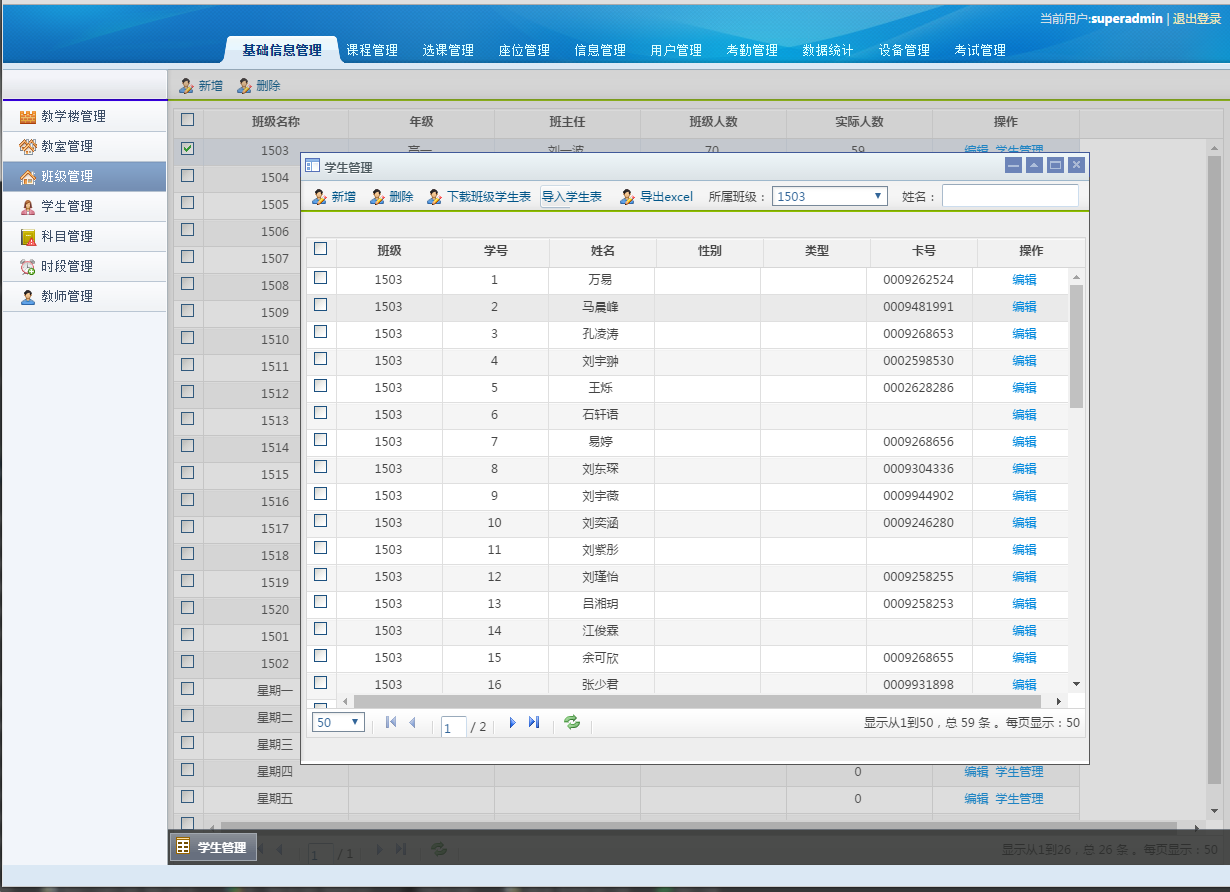 当前用户:superadmin | 退出登录
基础信息管理 课程管理 选课管理 座位管理 信息管理 用户管理 考勤管理 数据统计 设备管理 考试管理
新增 删除
教学楼管理
教室管理
班级管理
学生管理
科目管理
时段管理
教师管理
班级名称 年级 班主任 班级人数 实际人数 操作
1503 高一 刘一波 70 59 编辑 学生管理
1504
1505
1506
1507
1508
1509
1510
1511
1512
1513
1514
1515
1516
1517
1518
1519
1520
1501
1502
星期一
星期二
星期三
星期四 0 编辑 学生管理
星期五 0 编辑 学生管理
学生管理
新增 删除 下载班级学生表 导入学生表 导出excel 所属班级： 1503 姓名：
班级 学号 姓名 性别 类型 卡号 操作
1503 1 万易 0009262524 编辑
1503 2 马晨峰 0009481991 编辑
1503 3 孔凌涛 0009268653 编辑
1503 4 刘宇翀 0002598530 编辑
1503 5 王烁 0002628286 编辑
1503 6 石轩语 编辑
1503 7 易婷 0009268656 编辑
1503 8 刘东琛 0009304336 编辑
1503 9 刘宇薇 0009944902 编辑
1503 10 刘奕涵 0009246280 编辑
1503 11 刘紫彤 编辑
1503 12 刘瑾怡 0009258255 编辑
1503 13 吕湘玥 0009258253 编辑
1503 14 江俊霖 编辑
1503 15 余可欣 0009268655 编辑
1503 16 张少君 0009931898 编辑
50 1 / 2 显示从1到50，总 59 条 。每页显示：50
学生管理 1 / 1 显示从1到26，总 26 条 。每页显示：50